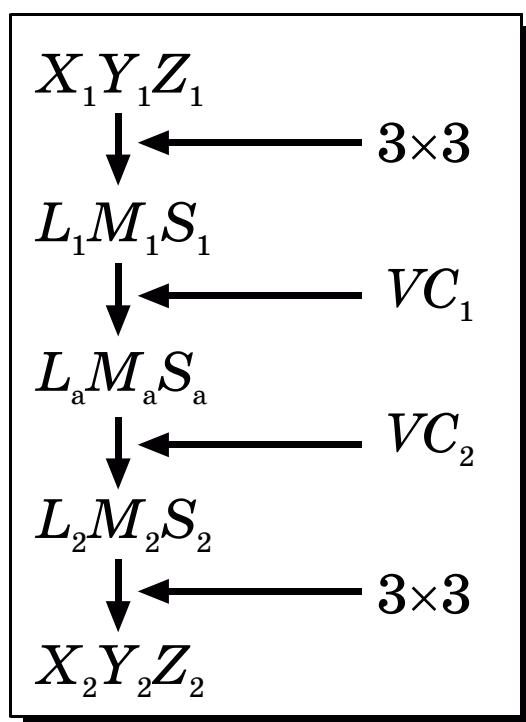 X₁Y₁Z₁
3×3
L₁M₁S₁
VC₁
LₐMₐSₐ
VC₂
L₂M₂S₂
3×3
X₂Y₂Z₂